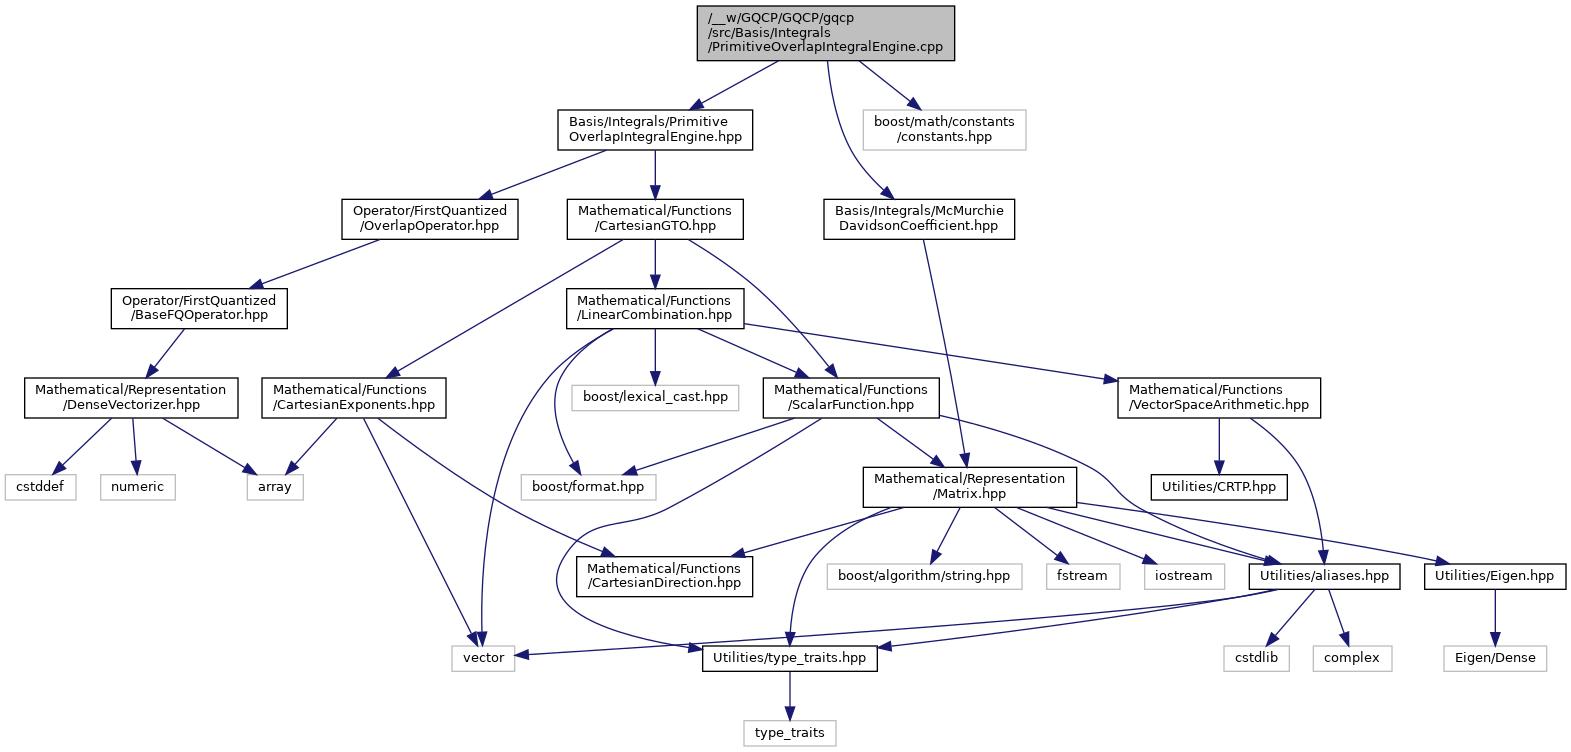 /__w/GQCP/GQCP/gqcp
/src/Basis/Integrals
/PrimitiveOverlapIntegralEngine.cpp
Basis/Integrals/Primitive
OverlapIntegralEngine.hpp
boost/math/constants
/constants.hpp
Operator/FirstQuantized
/OverlapOperator.hpp
Mathematical/Functions
/CartesianGTO.hpp
Basis/Integrals/McMurchie
DavidsonCoefficient.hpp
Operator/FirstQuantized
/BaseFQOperator.hpp
Mathematical/Functions
/LinearCombination.hpp
Mathematical/Representation
/DenseVectorizer.hpp
Mathematical/Functions
/CartesianExponents.hpp
boost/lexical_cast.hpp
Mathematical/Functions
/ScalarFunction.hpp
Mathematical/Functions
/VectorSpaceArithmetic.hpp
cstddef
numeric
array
boost/format.hpp
Mathematical/Representation
/Matrix.hpp
Utilities/CRTP.hpp
Mathematical/Functions
/CartesianDirection.hpp
boost/algorithm/string.hpp
fstream
iostream
Utilities/aliases.hpp
Utilities/Eigen.hpp
vector
Utilities/type_traits.hpp
cstdlib
complex
Eigen/Dense
type_traits